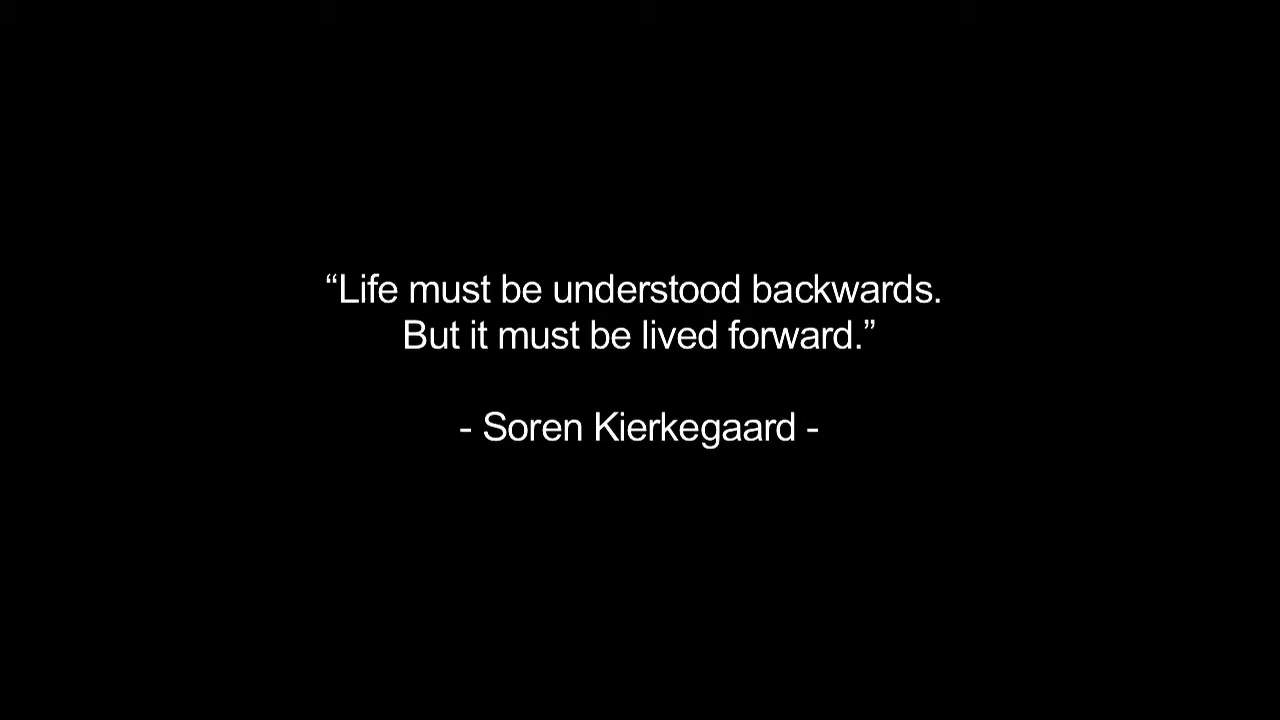 “Life must be understood backwards.
But it must be lived forward.”
- Soren Kierkegaard -